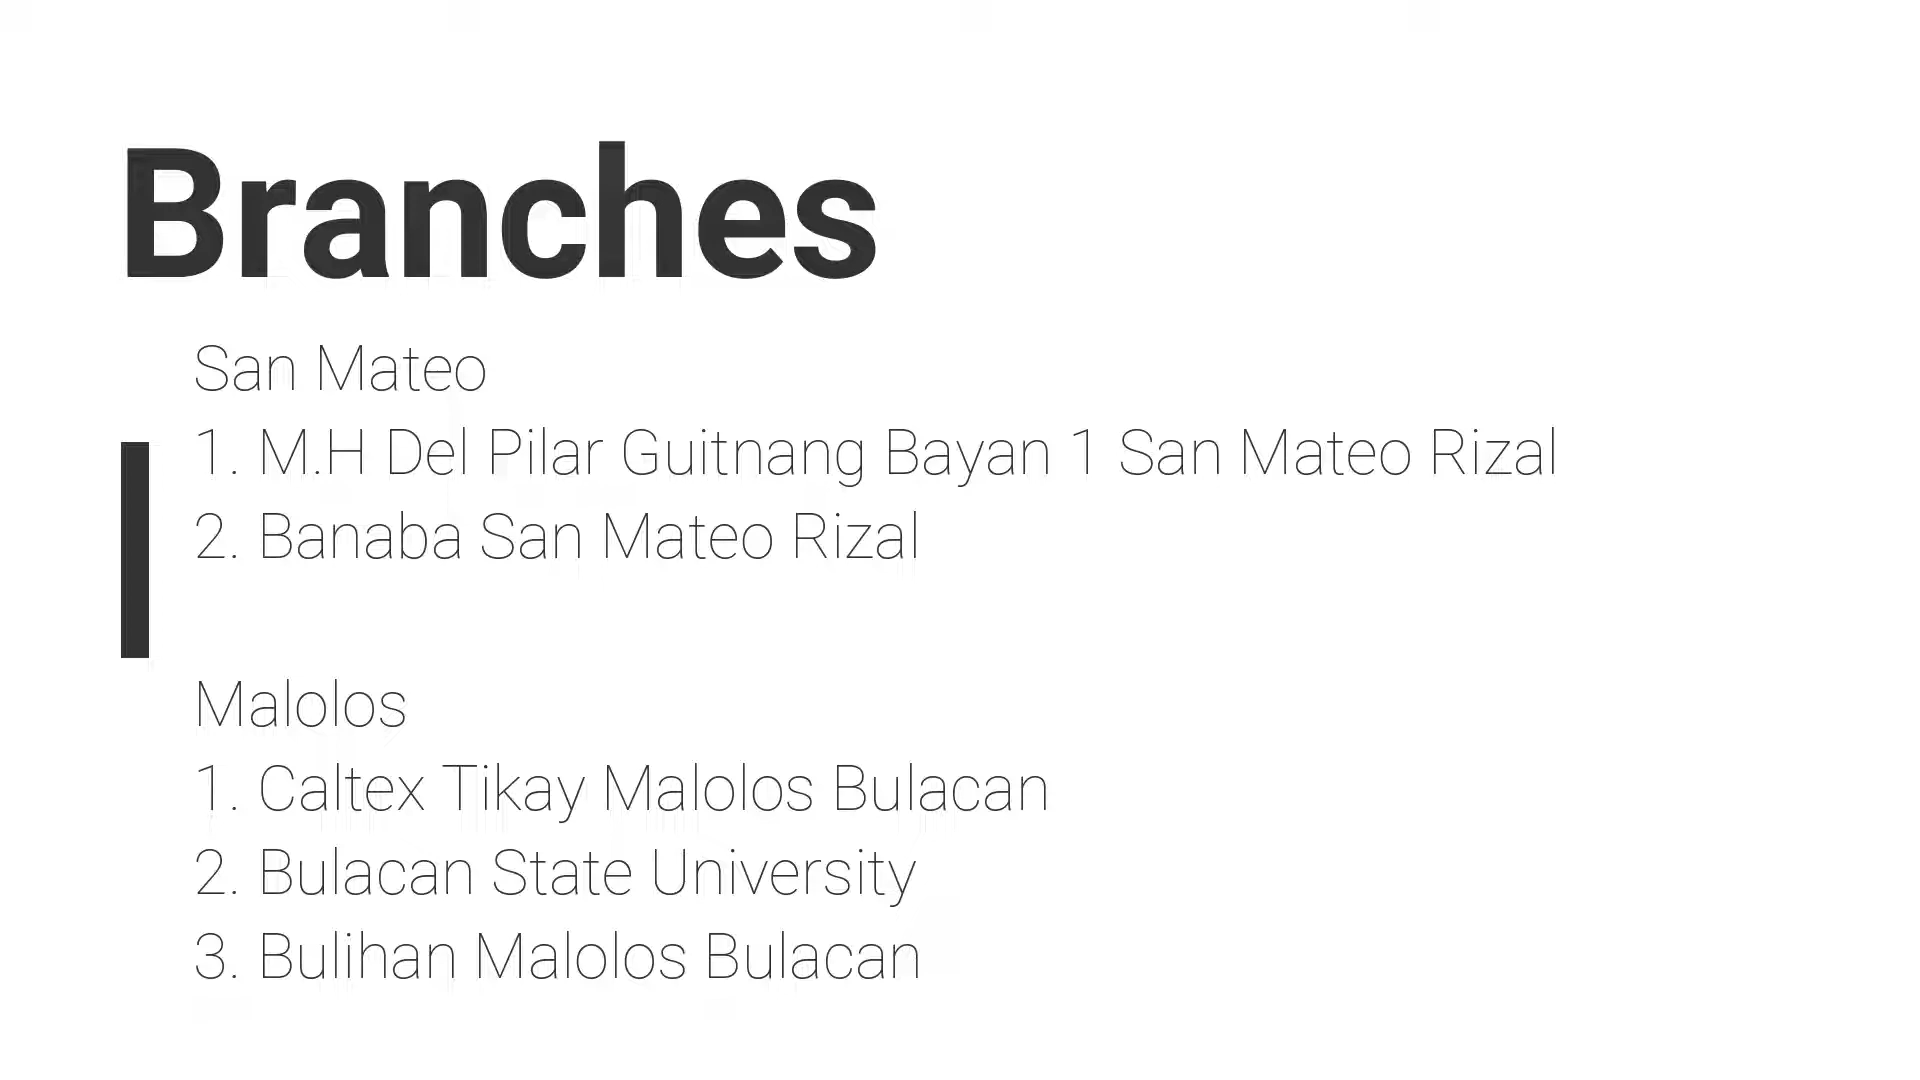 Branches
San Mateo
1. M.H Del Pilar Guitnang Bayan 1 San Mateo Rizal
2. Banaba San Mateo Rizal
Malolos
1. Caltex Tikay Malolos Bulacan
2. Bulacan State University
3. Bulihan Malolos Bulacan